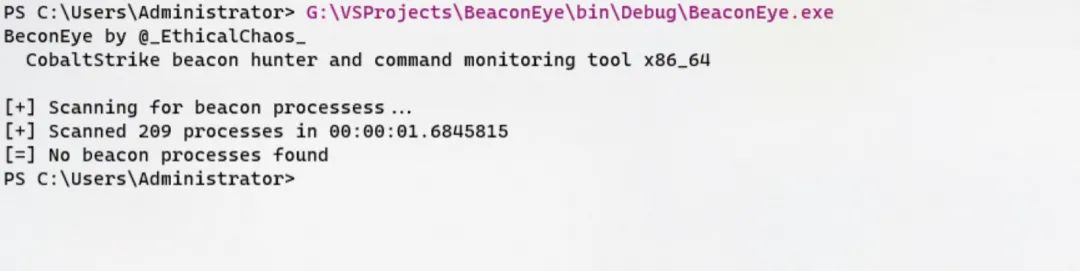 PS C:\Users\Administrator> G:\VSProjects\BeaconEye\bin\Debug\BeaconEye.exe
BeconEye by @_EthicalChaos_
  CobaltStrike beacon hunter and command monitoring tool x86_64

[+] Scanning for beacon processess...
[+] Scanned 209 processes in 00:00:01.6845815
[=] No beacon processes found
PS C:\Users\Administrator>